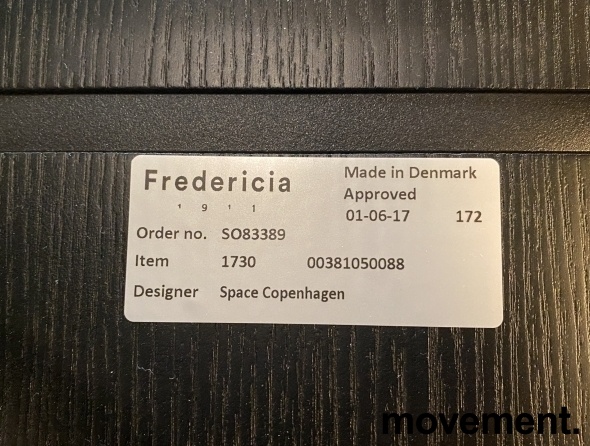 Fredericia
1 9 1 1
Made in Denmark
Approved
01-06-17 172
Order no. SO83389
Item 1730 00381050088
Designer Space Copenhagen
movement.